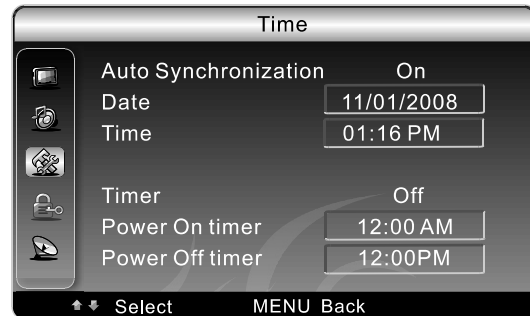 Time
Auto Synchronization On
Date 11/01/2008
Time 01:16 PM
Timer Off
Power On timer 12:00 AM
Power Off timer 12:00PM
Select MENU Back